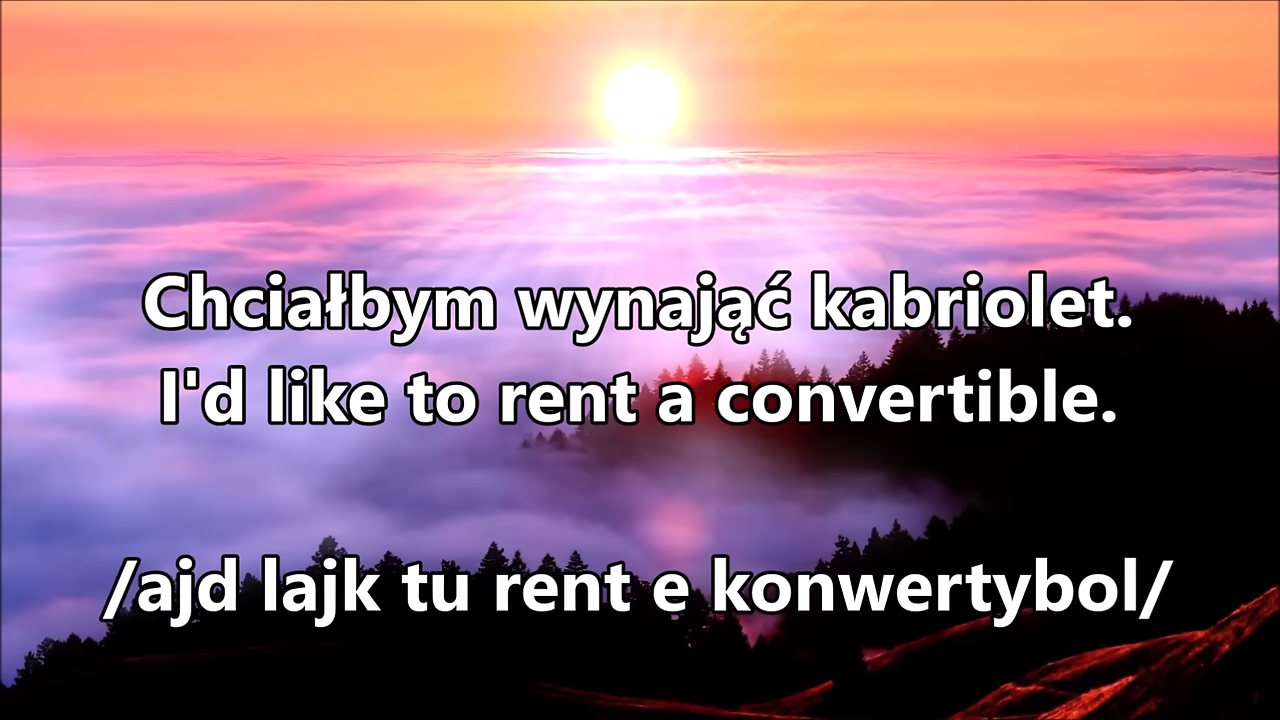 Chciałbym wynająć kabriolet.
I'd like to rent a convertible.
/ajd lajk tu rent e konwertybol/